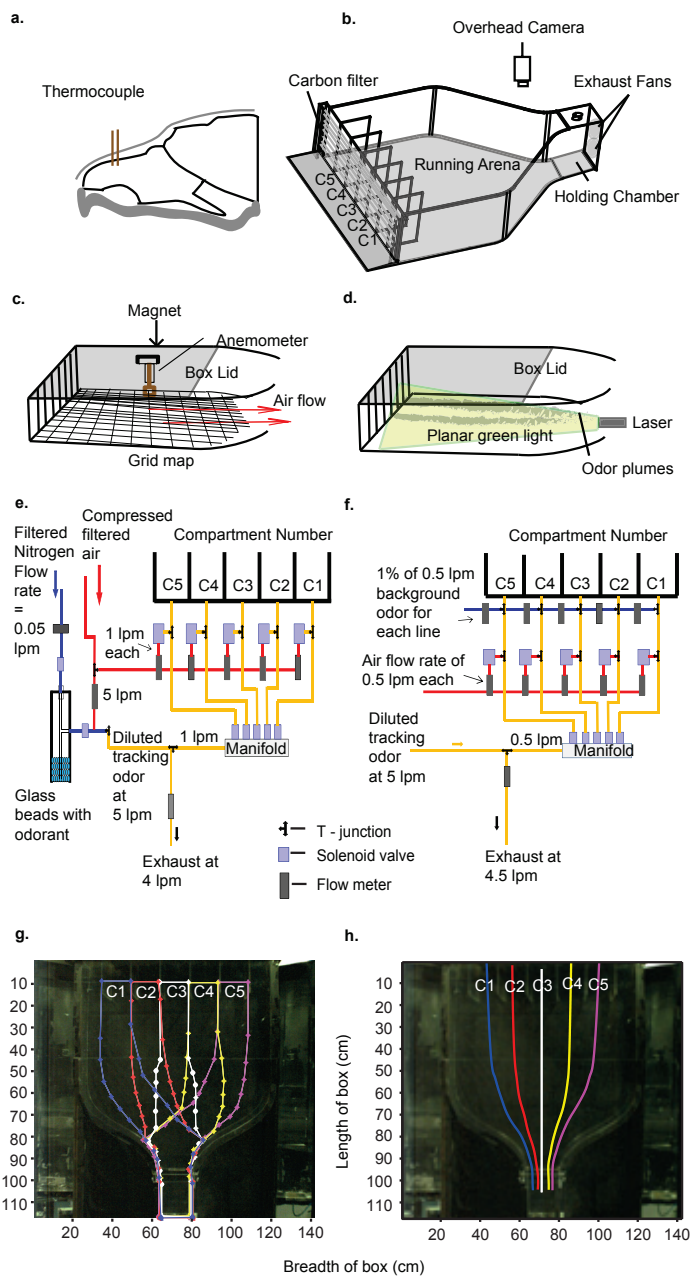 a.
Thermocouple
b.
Overhead Camera
Carbon filter
Exhaust Fans
Running Arena
Holding Chamber
C5
C4
C3
C2
C1
c.
Magnet
Anemometer
Box Lid
Air flow
Grid map
d.
Box Lid
Laser
Planar green light
Odor plumes
e.
Filtered
Nitrogen
Flow
rate
=
0.05
lpm
Compressed
filtered
air
Compartment Number
C5 C4 C3 C2 C1
1 lpm
each
5 lpm
1 lpm
Manifold
Diluted
tracking
odor
at
5 lpm
Glass
beads with
odorant
Exhaust at
4 lpm
T - junction
Solenoid valve
Flow meter
f.
Compartment Number
C5 C4 C3 C2 C1
1% of 0.5 lpm
background
odor for
each line
Air flow rate of
0.5 lpm each
Diluted
tracking
odor
at 5 lpm
0.5 lpm
Manifold
Exhaust at
4.5 lpm
g.
C1 C2 C3 C4 C5
10
20
30
40
50
60
70
80
90
100
110
20 40 60 80 100 120 140
h.
C1 C2 C3 C4 C5
Length of box (cm)
10
20
30
40
50
60
70
80
90
100
110
20 40 60 80 100 120 140
Breadth of box (cm)